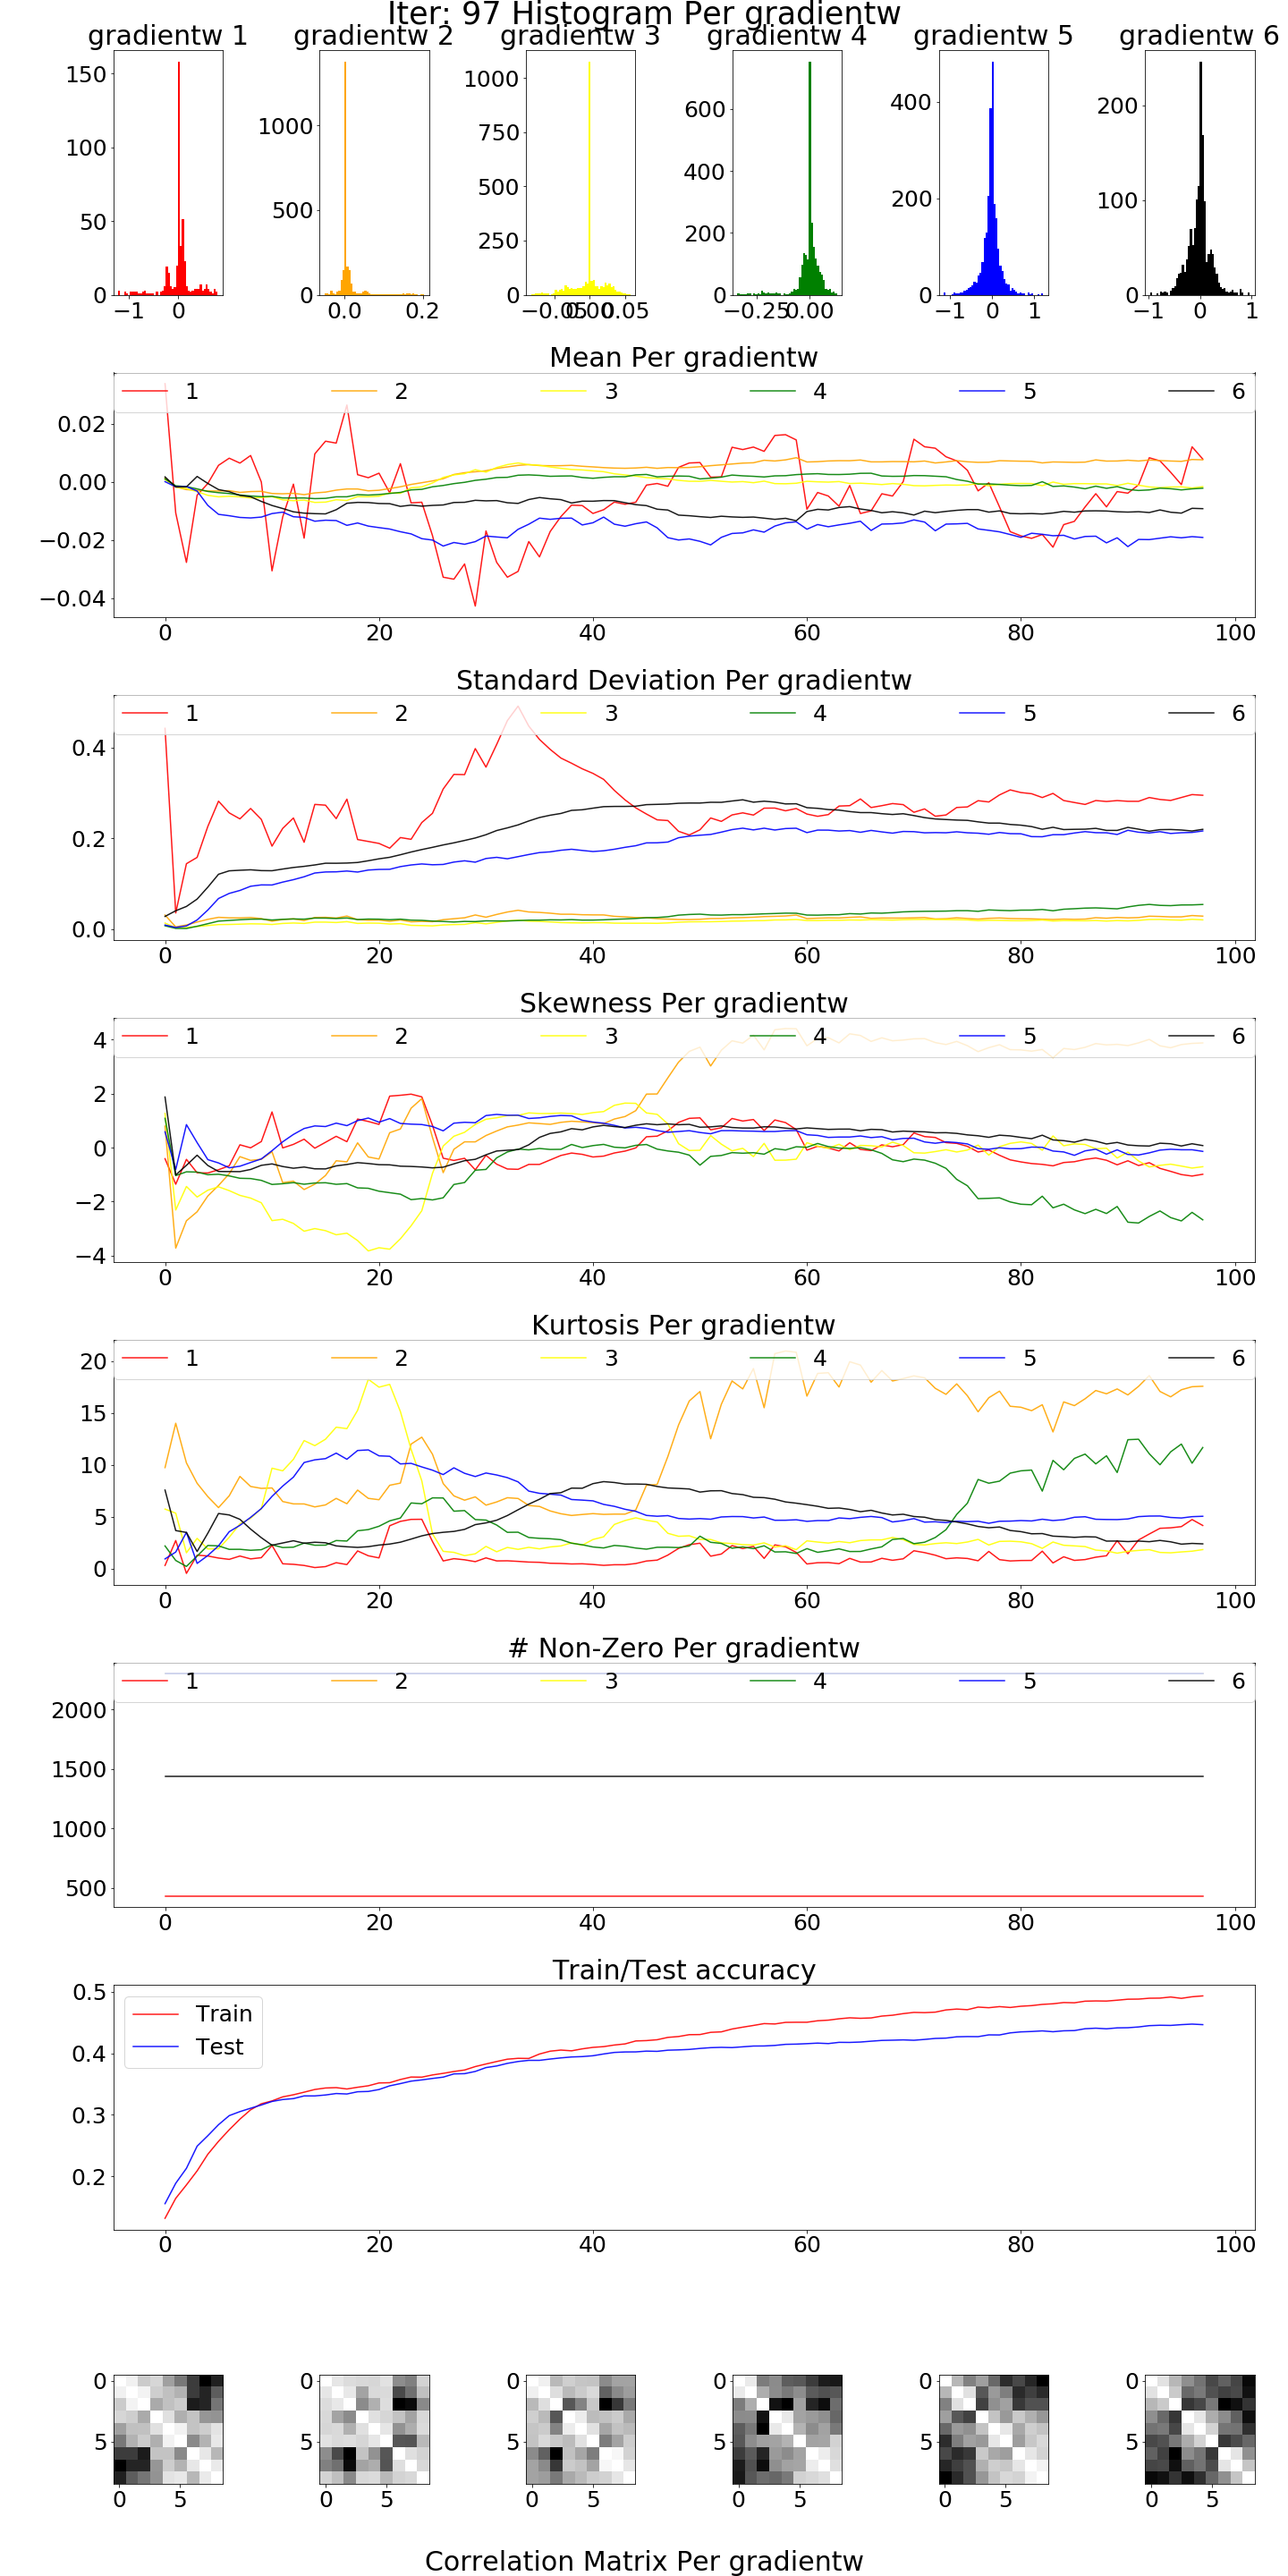 Iter: 97 Histogram Per gradientw
gradientw 1 gradientw 2 gradientw 3 gradientw 4 gradientw 5 gradientw 6
150
100
50
0
−1 0
1000
500
0
0.0 0.2
1000
750
500
250
0
−0.05 0.00 0.05
600
400
200
0
−0.25 0.00
400
200
0
−1 0 1
200
100
0
−1 0 1
Mean Per gradientw
1 2 3 4 5 6
0.02
0.00
−0.02
−0.04
0 20 40 60 80 100
Standard Deviation Per gradientw
1 2 3 4 5 6
0.4
0.2
0.0
0 20 40 60 80 100
Skewness Per gradientw
1 2 3 4 5 6
4
2
0
−2
−4
0 20 40 60 80 100
Kurtosis Per gradientw
1 2 3 4 5 6
20
15
10
5
0
0 20 40 60 80 100
# Non-Zero Per gradientw
1 2 3 4 5 6
2000
1500
1000
500
0 20 40 60 80 100
Train/Test accuracy
Train
Test
0.5
0.4
0.3
0.2
0 20 40 60 80 100
0
5
0 5
0
5
0 5
0
5
0 5
0
5
0 5
0
5
0 5
0
5
0 5
Correlation Matrix Per gradientw